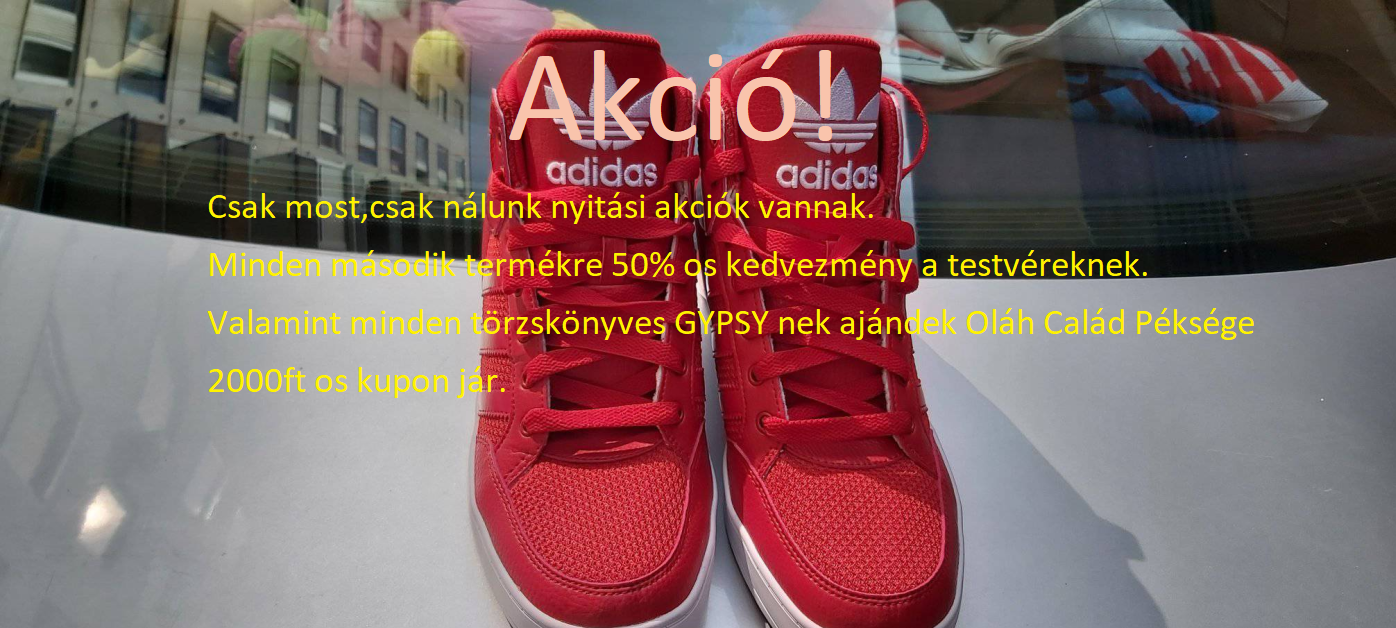 Akció!
adidas adidas
Csak most,csak nálunk nyitási akciók vannak.
Minden második termékre 50% os kedvezmény a testvéreknek.
Valamint minden törzskönyves GYPSY nek ajándek Oláh Calád Péksége
2000ft os kupon jár.